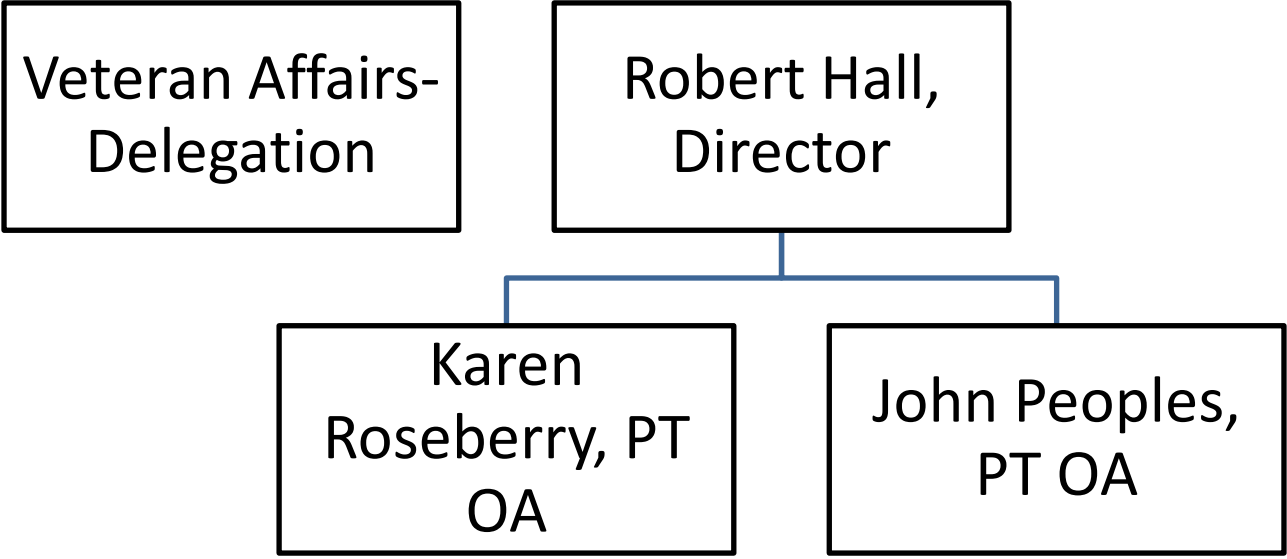 Veteran Affairs-
Delegation
Robert Hall,
Director
Karen
Roseberry, PT
OA
John Peoples,
PT OA